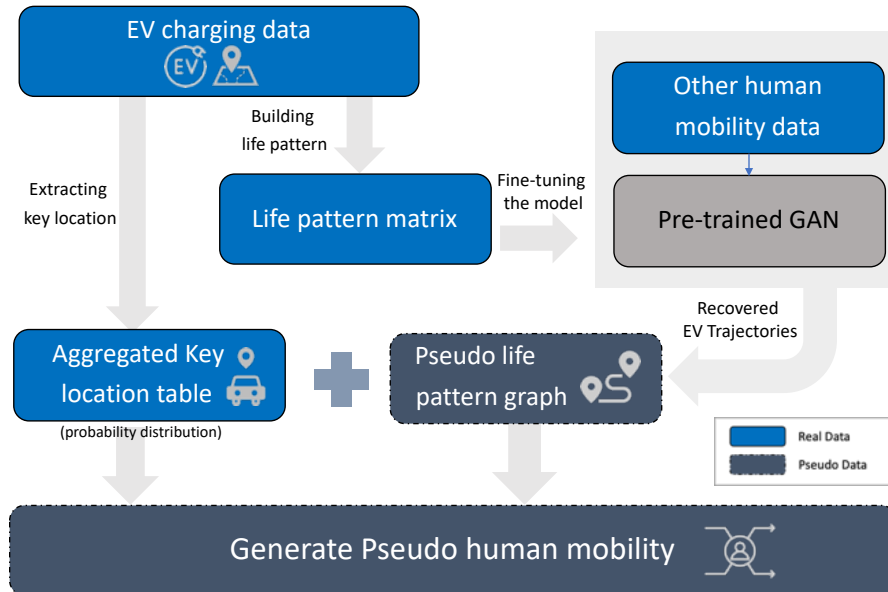 EV charging data
EV
Building
life pattern
Other human
mobility data
Extracting
key location
Life pattern matrix
Fine-tuning
the model
Pre-trained GAN
Recovered
EV Trajectories
Aggregated Key
location table
(probability distribution)
Pseudo life
pattern graph
Real Data
Pseudo Data
Generate Pseudo human mobility